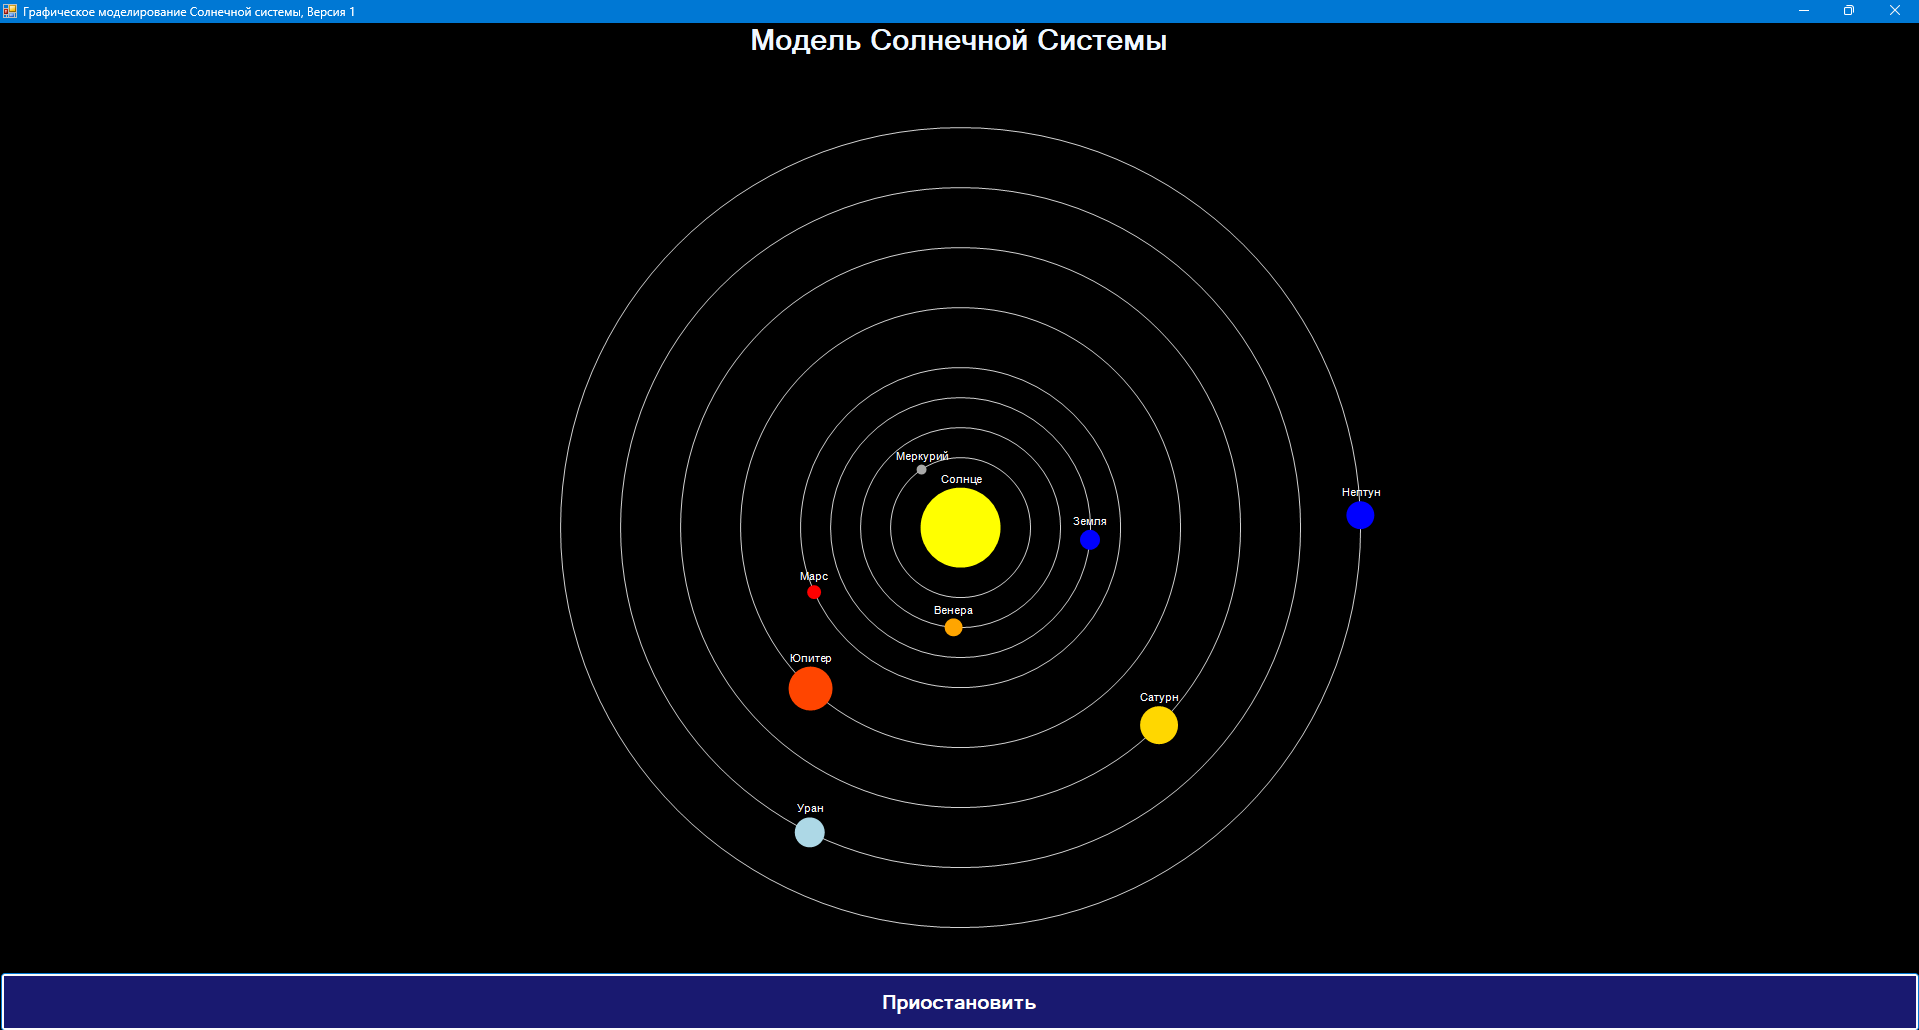 Графическое моделирование Солнечной системы, Версия 1
Модель Солнечной Системы
Меркурий
Солнце
Нептун
Земля
Марс
Венера
Юпитер
Сатурн
Уран
Приостановить